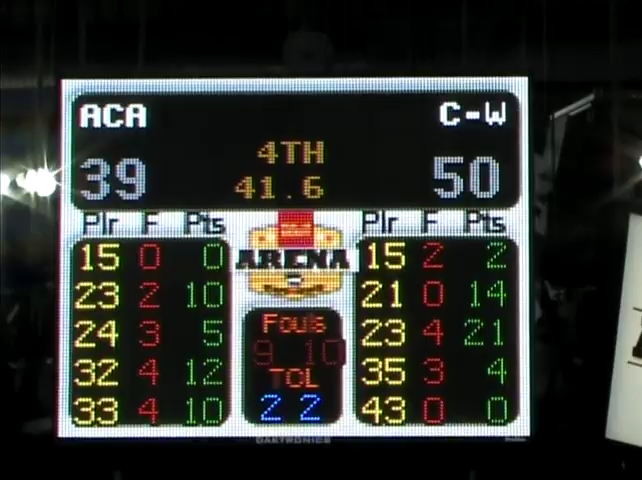 ACA C-W
4TH
39 41.6 50
Plr F Pts Plr F Pts
ARENA
15 0 0 15 2 2
23 2 10 21 0 14
Fouls
24 3 5 23 4 21
9 10
TOL
32 4 12 35 3 4
2 2
33 4 10 43 0 0
DAKTRONICS